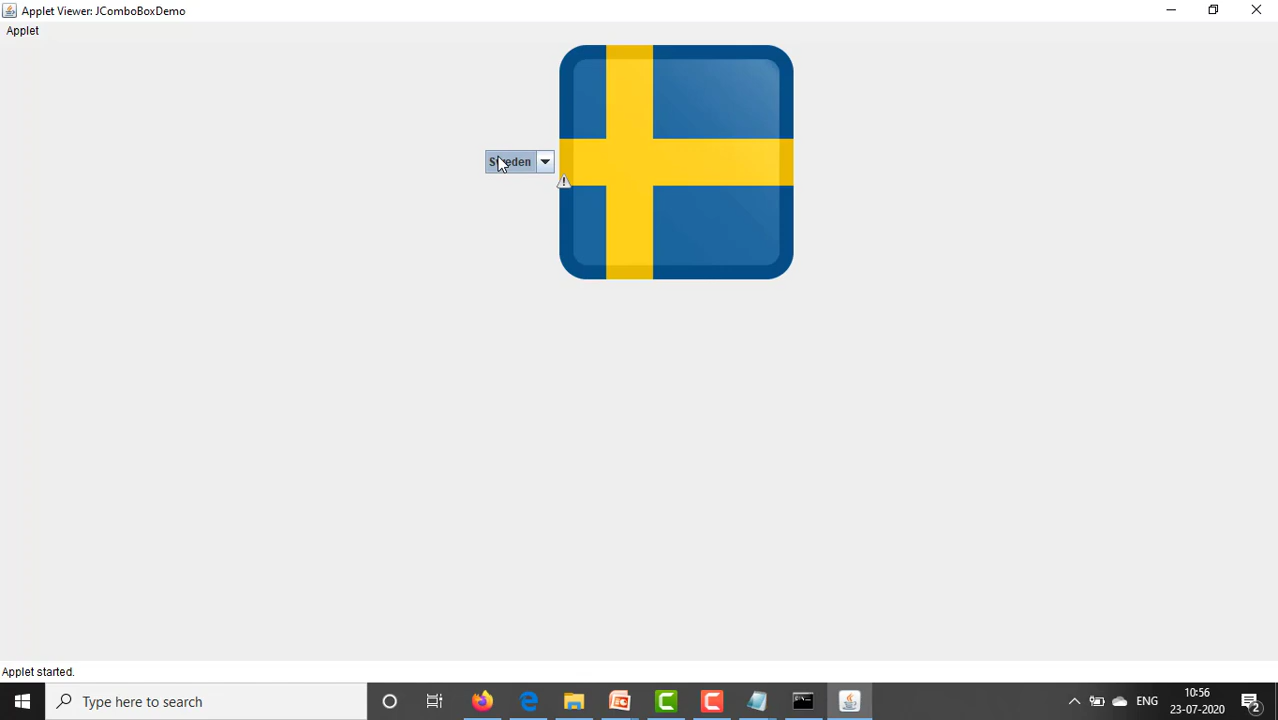 Applet Viewer: JComboBoxDemo
Applet
Sweden
Applet started.
Type here to search
ENG
10:56
23-07-2020
2